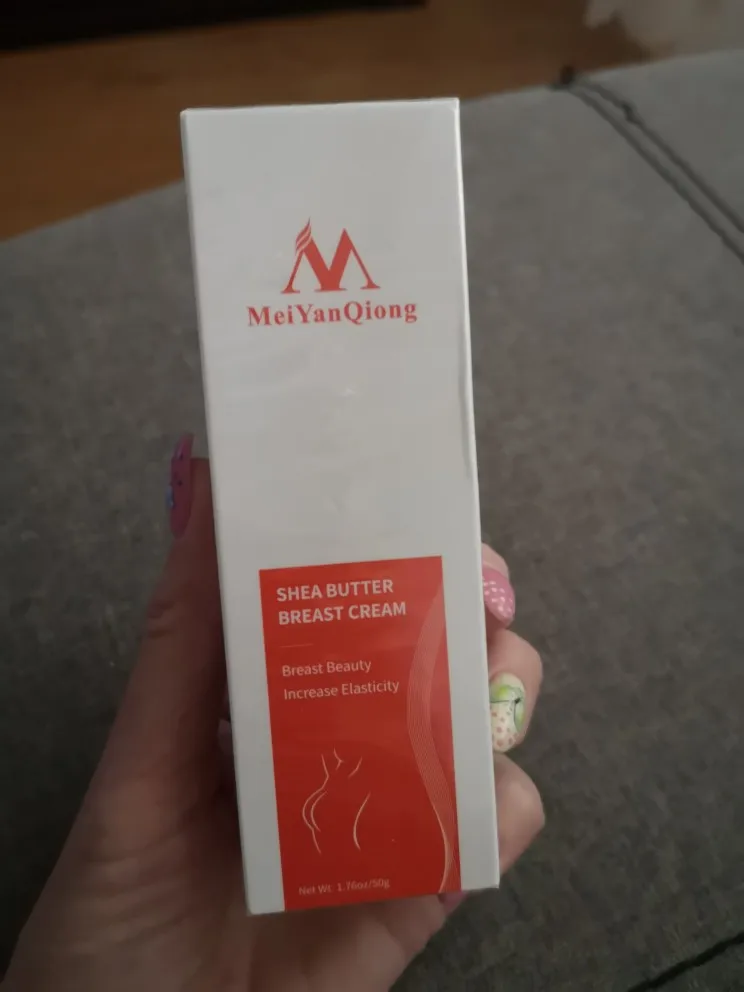 MeiYanQiong
SHEA BUTTER
BREAST CREAM
Breast Beauty
Increase Elasticity
Net Wt. 1.76oz/50g